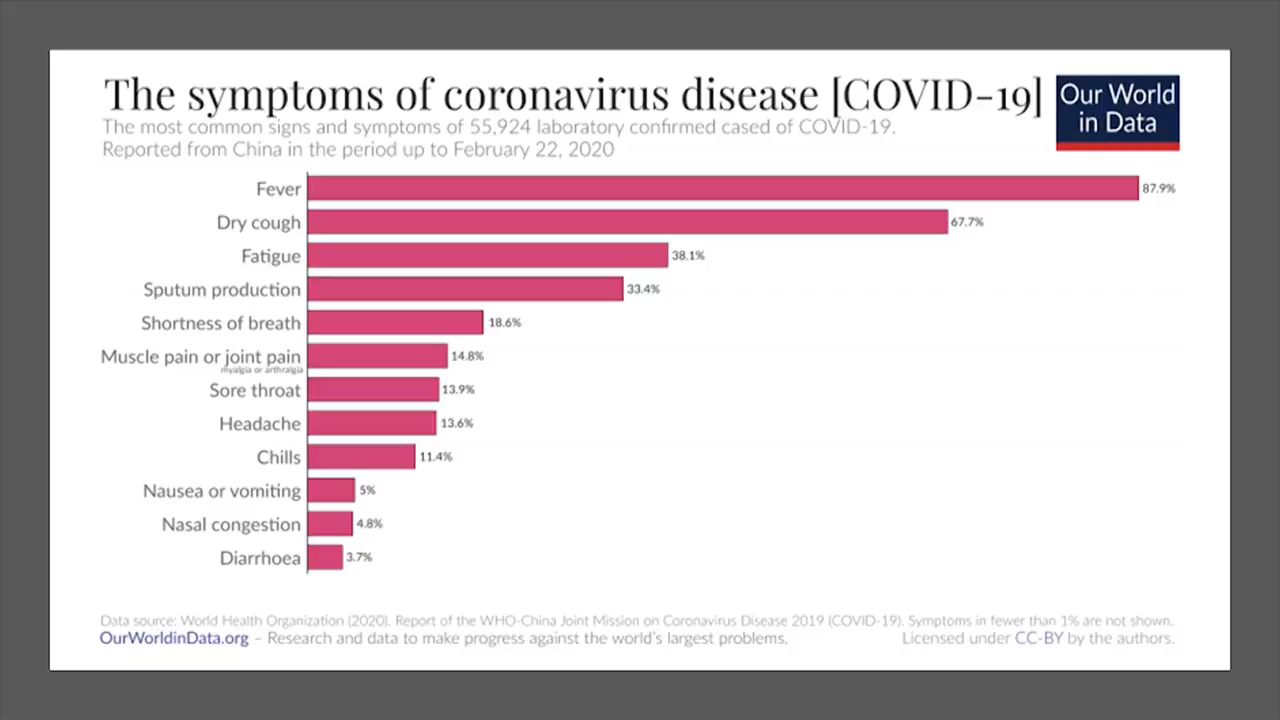 The symptoms of coronavirus disease [COVID-19]
Our World
in Data
The most common signs and symptoms of 55,924 laboratory confirmed cased of COVID-19.
Reported from China in the period up to February 22, 2020
Fever 87.9%
Dry cough 67.7%
Fatigue 38.1%
Sputum production 33.4%
Shortness of breath 18.6%
Muscle pain or joint pain 14.8%
myalgia or arthralgia
Sore throat 13.9%
Headache 13.6%
Chills 11.4%
Nausea or vomiting 5%
Nasal congestion 4.8%
Diarrhoea 3.7%
Data source: World Health Organization (2020). Report of the WHO-China Joint Mission on Coronavirus Disease 2019 (COVID-19). Symptoms in fewer than 1% are not shown.
OurWorldinData.org – Research and data to make progress against the world's largest problems. Licensed under CC-BY by the authors.